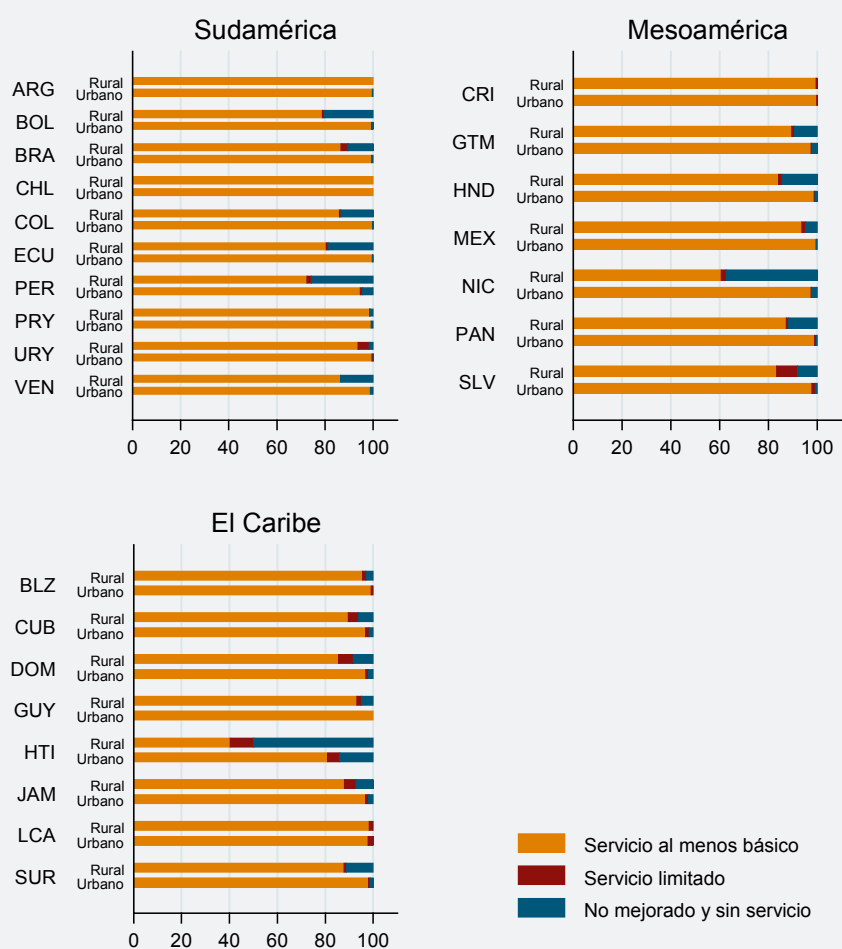 Sudamérica
ARG Rural
Urbano
BOL Rural
Urbano
BRA Rural
Urbano
CHL Rural
Urbano
COL Rural
Urbano
ECU Rural
Urbano
PER Rural
Urbano
PRY Rural
Urbano
URY Rural
Urbano
VEN Rural
Urbano
0 20 40 60 80 100
Mesoamérica
CRI Rural
Urbano
GTM Rural
Urbano
HND Rural
Urbano
MEX Rural
Urbano
NIC Rural
Urbano
PAN Rural
Urbano
SLV Rural
Urbano
0 20 40 60 80 100
El Caribe
BLZ Rural
Urbano
CUB Rural
Urbano
DOM Rural
Urbano
GUY Rural
Urbano
HTI Rural
Urbano
JAM Rural
Urbano
LCA Rural
Urbano
SUR Rural
Urbano
0 20 40 60 80 100
Servicio al menos básico
Servicio limitado
No mejorado y sin servicio